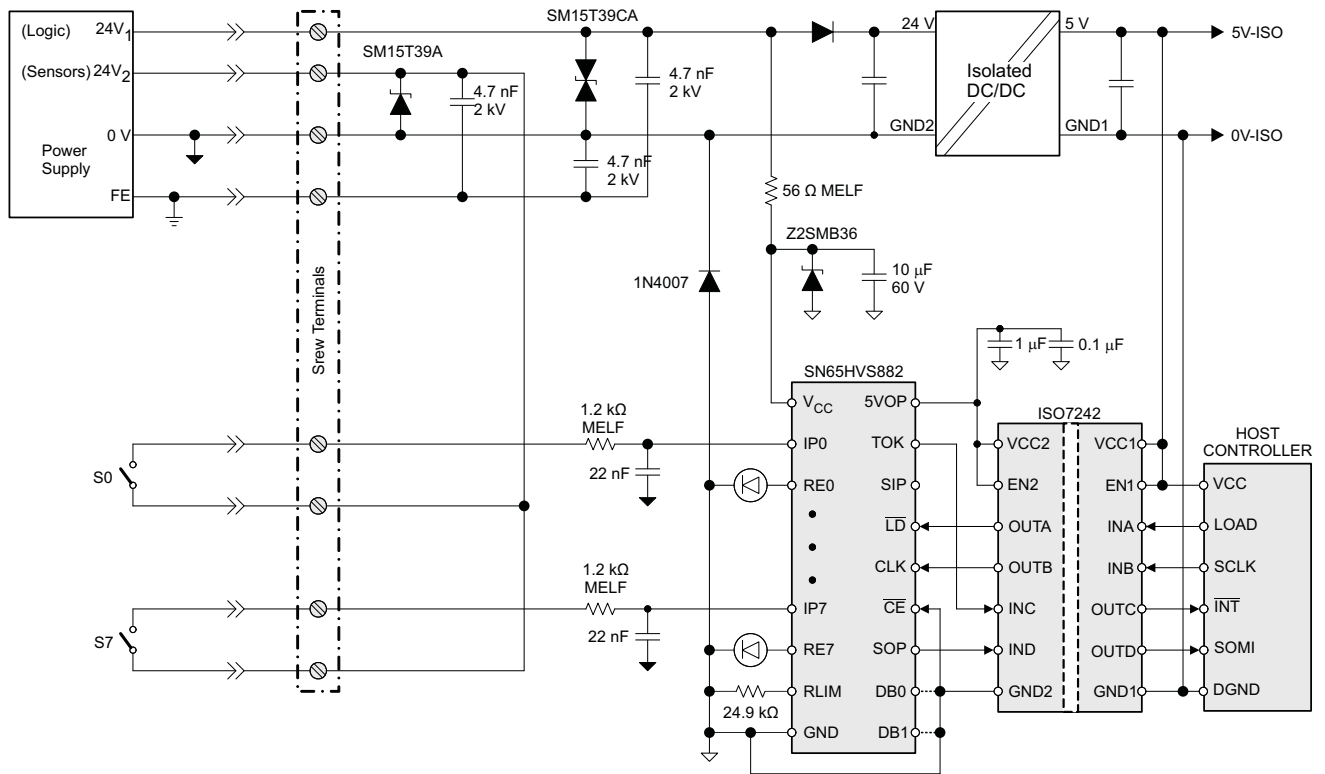 SM15T39CA
(Logic) 24V1
24 V
5 V
5V-ISO
SM15T39A
(Sensors) 24V2
4.7 nF
2 kV
4.7 nF
2 kV
Isolated
DC/DC
0 V
GND2
GND1
0V-ISO
Power
Supply
4.7 nF
2 kV
FE
56 Ω MELF
Z2SMB36
1N4007
10 μF
60 V
Srew Terminals
1 μF
0.1 μF
SN65HVS882
1.2 kΩ
MELF
VCC
5VOP
ISO7242
HOST
CONTROLLER
IP0
TOK
VCC2
VCC1
22 nF
S0
RE0
SIP
EN2
EN1
VCC
LD
OUTA
INA
LOAD
1.2 kΩ
MELF
CLK
OUTB
INB
SCLK
IP7
CE
INC
OUTC
INT
22 nF
S7
RE7
SOP
IND
OUTD
SOMI
RLIM
DB0
GND2
GND1
DGND
24.9 kΩ
GND
DB1